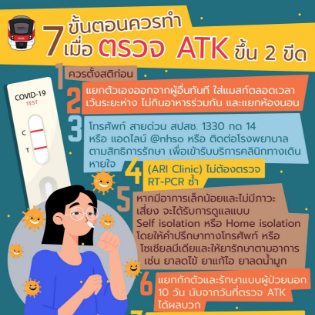 7 ขั้นตอนควรทำ
เมื่อ ตรวจ ATK ขึ้น 2 ขีด
1 ควรตั้งสติก่อน
2 แยกตัวเองออกจากผู้อื่นทันที ใส่แมสก์ตลอดเวลา
เว้นระยะห่าง ไม่กินอาหารร่วมกัน และแยกห้องนอน
COVID-19
TEST
C
T
3 โทรศัพท์ สายด่วน สปสช. 1330 กด 14
หรือ แอดไลน์ @nhso หรือ ติดต่อโรงพยาบาล
ตามสิทธิการรักษา เพื่อเข้ารับบริการคลินิกทางเดิน
หายใจ
4 (ARI Clinic) ไม่ต้องตรวจ
RT-PCR ซ้ำ
5 หากมีอาการเล็กน้อยและไม่มีภาวะ
เสี่ยง จะได้รับการดูแลแบบ
Self isolation หรือ Home isolation
โดยให้คำปรึกษาทางโทรศัพท์ หรือ
โซเชียลมีเดียและให้ยารักษาตามอาการ
เช่น ยาลดไข้ ยาแก้ไอ ยาลดน้ำมูก
6 แยกกักตัวและรักษาแบบผู้ป่วยนอก
10 วัน นับจากวันที่ตรวจ ATK
ได้ผลบวก